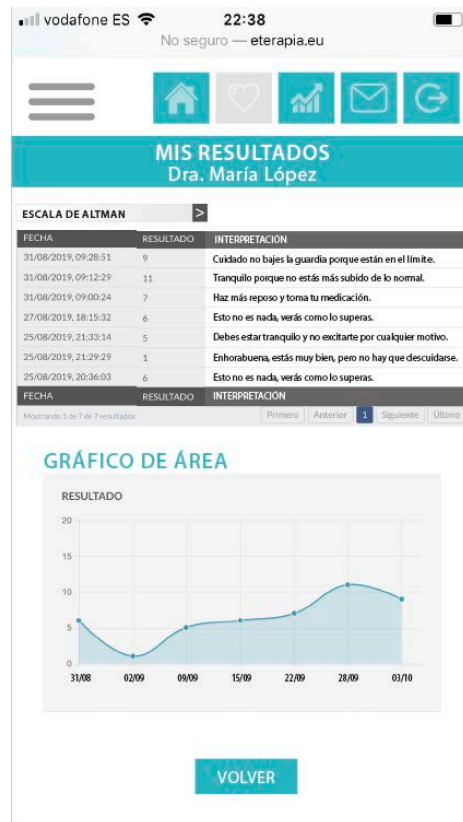 vodafone ES 22:38
No seguro — eterapia.eu
MIS RESULTADOS
Dra. María López
ESCALA DE ALTMAN >
FECHA RESULTADO INTERPRETACIÓN
31/08/2019, 09:28:51 9 Cuidado no bajes la guardia porque están en el límite.
31/08/2019, 09:12:29 11 Tranquilo porque no estás más subido de lo normal.
31/08/2019, 09:00:24 7 Haz más reposo y toma tu medicación.
27/08/2019, 18:15:32 6 Esto no es nada, verás como lo superas.
25/08/2019, 21:33:14 5 Debes estar tranquilo y no excitarte por cualquier motivo.
25/08/2019, 21:29:29 1 Enhorabuena, estás muy bien, pero no hay que descuidarse.
25/08/2019, 20:36:03 6 Esto no es nada, verás como lo superas.
FECHA RESULTADO INTERPRETACIÓN
Mostrando 1 de 7 de 7 resultados Primero Anterior 1 Siguiente Último
GRÁFICO DE ÁREA
RESULTADO
20
15
10
5
0
31/08 02/09 09/09 15/09 22/09 28/09 03/10
VOLVER